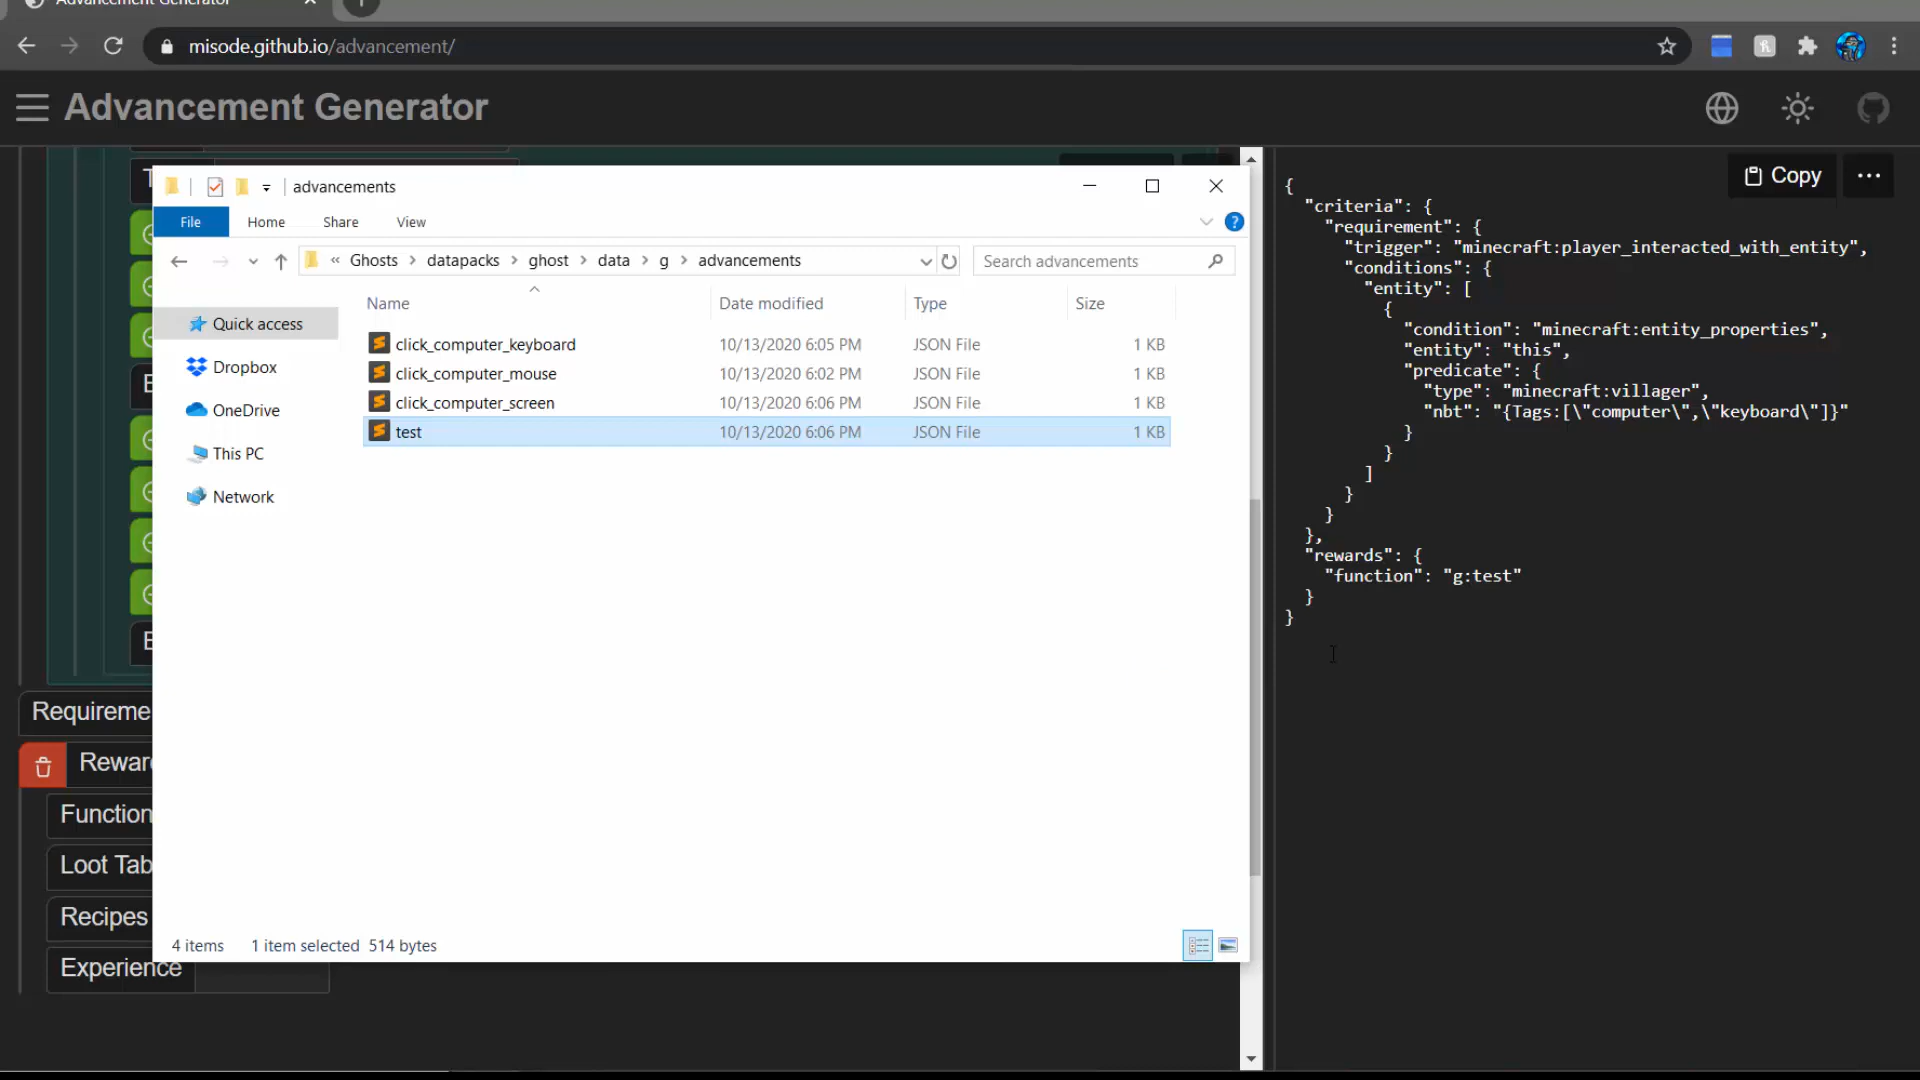 Advancement Generator
misode.github.io/advancement/
Advancement Generator
advancements
File Home Share View
« Ghosts > datapacks > ghost > data > g > advancements
Search advancements
Name Date modified Type Size
Quick access
Dropbox
OneDrive
This PC
Network
click_computer_keyboard 10/13/2020 6:05 PM JSON File 1 KB
click_computer_mouse 10/13/2020 6:02 PM JSON File 1 KB
click_computer_screen 10/13/2020 6:06 PM JSON File 1 KB
test 10/13/2020 6:06 PM JSON File 1 KB
4 items 1 item selected 514 bytes
Requireme
Rewar
Function
Loot Tab
Recipes
Experience
Copy
{
"criteria": {
"requirement": {
"trigger": "minecraft:player_interacted_with_entity",
"conditions": {
"entity": [
{
"condition": "minecraft:entity_properties",
"entity": "this",
"predicate": {
"type": "minecraft:villager",
"nbt": "{Tags:[\"computer\",\"keyboard\"]}"
}
}
]
}
}
},
"rewards": {
"function": "g:test"
}
}